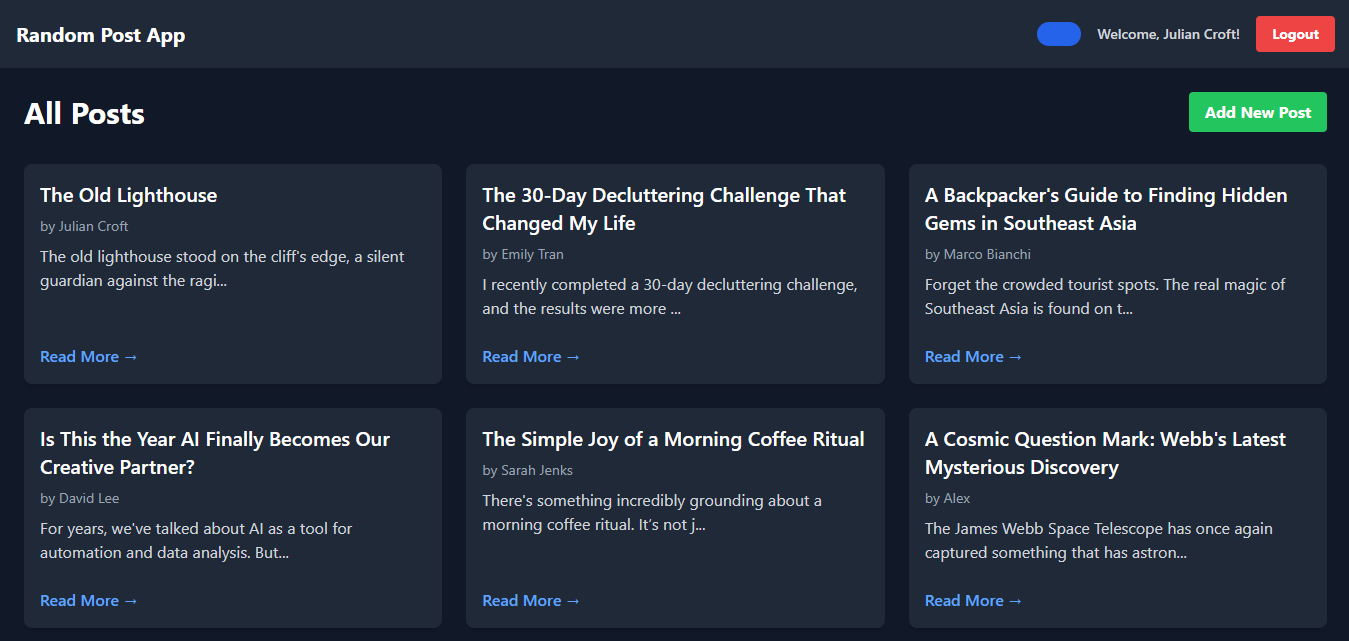 Random Post App
Welcome, Julian Croft!
Logout
All Posts
Add New Post
The Old Lighthouse
by Julian Croft
The old lighthouse stood on the cliff's edge, a silent
guardian against the ragi...
Read More →
The 30-Day Decluttering Challenge That
Changed My Life
by Emily Tran
I recently completed a 30-day decluttering challenge,
and the results were more ...
Read More →
A Backpacker's Guide to Finding Hidden
Gems in Southeast Asia
by Marco Bianchi
Forget the crowded tourist spots. The real magic of
Southeast Asia is found on t...
Read More →
Is This the Year AI Finally Becomes Our
Creative Partner?
by David Lee
For years, we've talked about AI as a tool for
automation and data analysis. But...
Read More →
The Simple Joy of a Morning Coffee Ritual
by Sarah Jenks
There's something incredibly grounding about a
morning coffee ritual. It’s not j...
Read More →
A Cosmic Question Mark: Webb's Latest
Mysterious Discovery
by Alex
The James Webb Space Telescope has once again
captured something that has astron...
Read More →